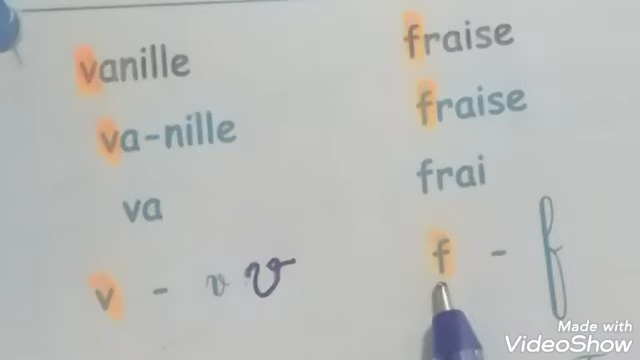 vanille
va-nille
va
v - v v
fraise
fraise
frai
f - f
Made with
VideoShow